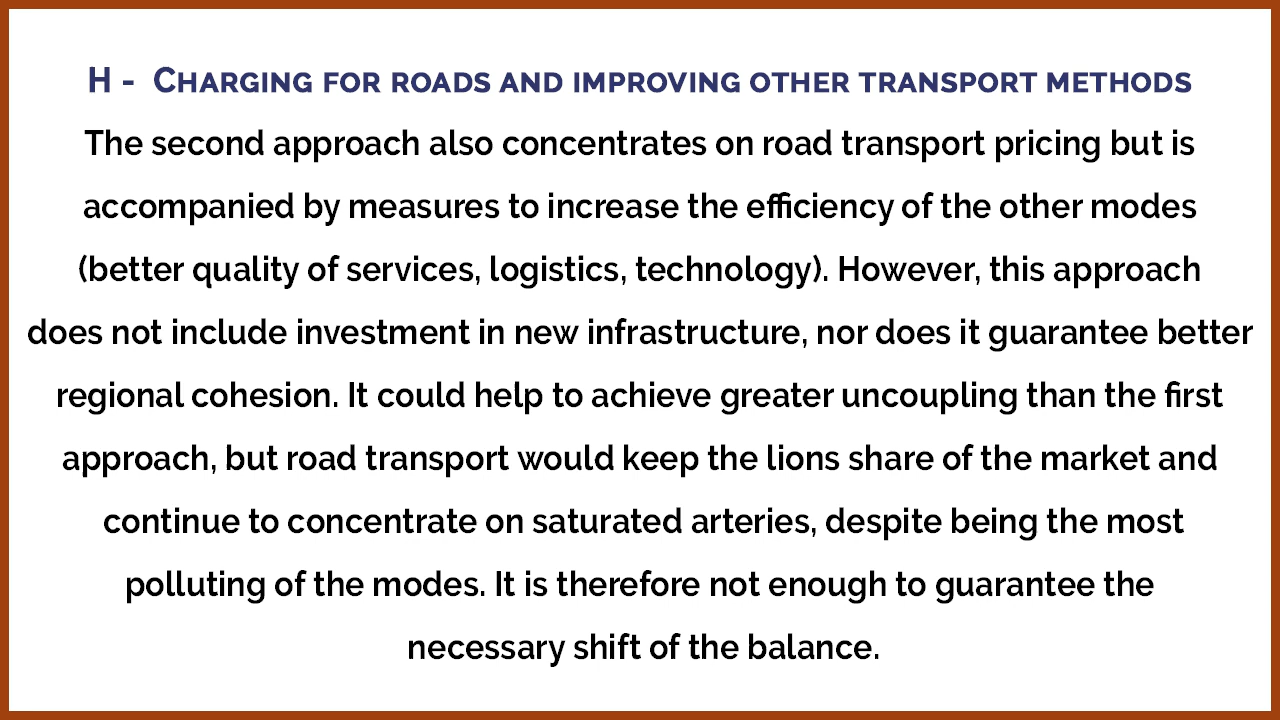 H - Charging for roads and improving other transport methods
The second approach also concentrates on road transport pricing but is
accompanied by measures to increase the efficiency of the other modes
(better quality of services, logistics, technology). However, this approach
does not include investment in new infrastructure, nor does it guarantee better
regional cohesion. It could help to achieve greater uncoupling than the first
approach, but road transport would keep the lions share of the market and
continue to concentrate on saturated arteries, despite being the most
polluting of the modes. It is therefore not enough to guarantee the
necessary shift of the balance.